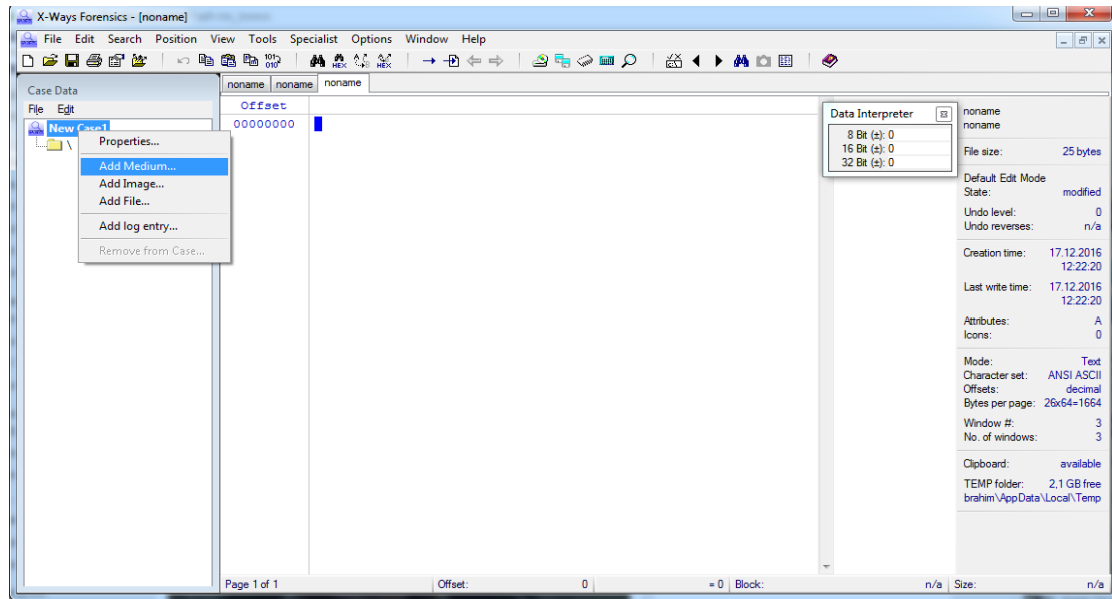 X-Ways Forensics - [noname]
File Edit Search Position View Tools Specialist Options Window Help
Case Data
File Edit
New Case1
\
Properties...
Add Medium...
Add Image...
Add File...
Add log entry...
Remove from Case...
noname noname noname
Offset
00000000
Data Interpreter
8 Bit (±): 0
16 Bit (±): 0
32 Bit (±): 0
noname
noname
File size: 25 bytes
Default Edit Mode
State: modified
Undo level: 0
Undo reverses: n/a
Creation time: 17.12.2016
12:22:20
Last write time: 17.12.2016
12:22:20
Attributes: A
Icons: 0
Mode: Text
Character set: ANSI ASCII
Offsets: decimal
Bytes per page: 26x64=1664
Window #: 3
No. of windows: 3
Clipboard: available
TEMP folder: 2,1 GB free
brahim\AppData\Local\Temp
Page 1 of 1 Offset: 0 = 0 Block: n/a Size: n/a